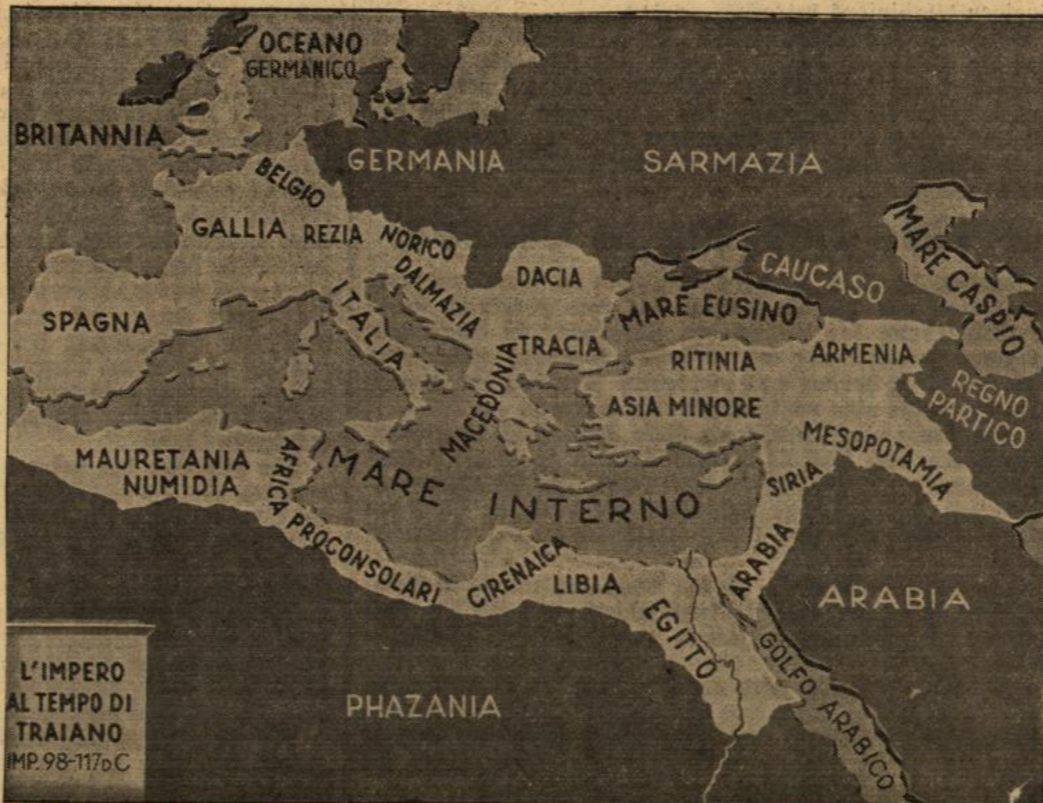 OCEANO
GERMANICO
BRITANNIA
GERMANIA
SARMAZIA
BELGIO
GALLIA
REZIA
NORICO
DALMAZIA
DACIA
CAUCASO
MARE CASPIO
SPAGNA
ITALIA
MARE EUSINO
TRACIA
RITINIA
ARMENIA
MACEDONIA
ASIA MINORE
REGNO
PARTICO
MAURETANIA
NUMIDIA
AFRICA PROCONSOLARI
MARE INTERNO
MESOPOTAMIA
SIRIA
CIRENAICA
LIBIA
ARABIA
EGITTO
ARABIA
GOLFO ARABICO
PHAZANIA
L'IMPERO
AL TEMPO DI
TRAIANO
IMP. 98-117 D C